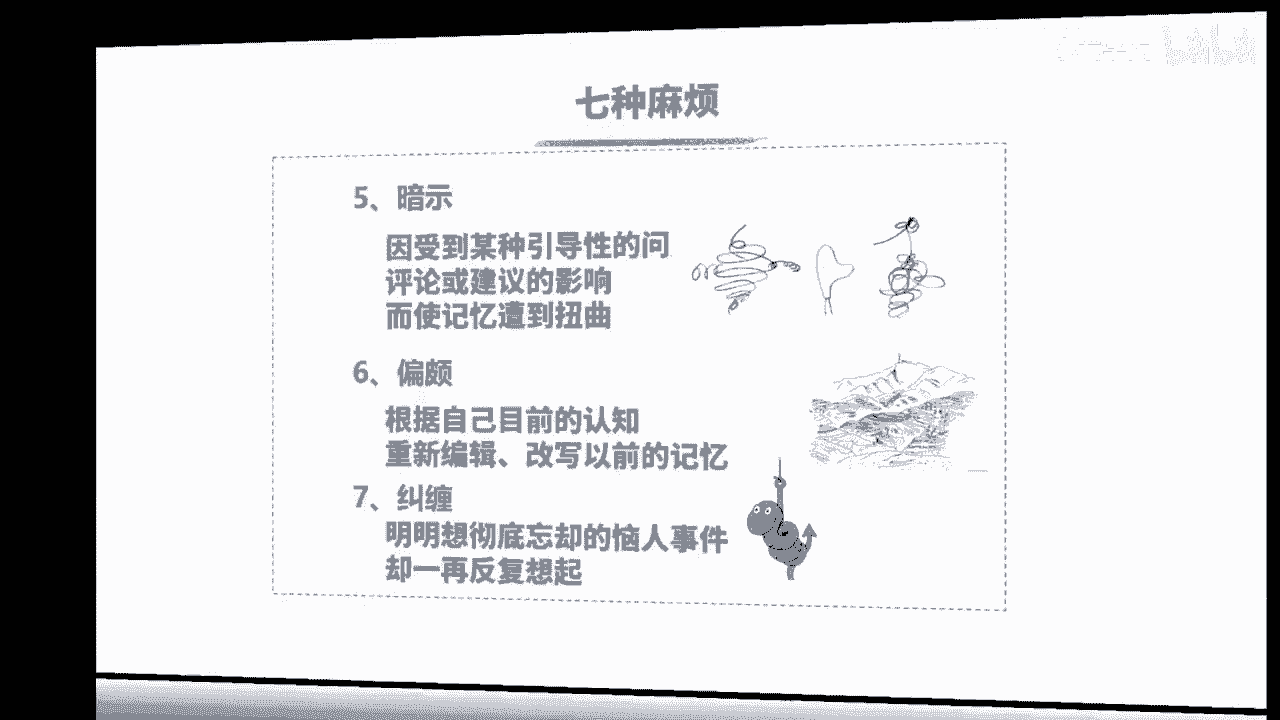 七种麻烦
5、暗示
因受到某种引导性的问
评论或建议的影响
而使记忆遭到扭曲
6、偏颇
根据自己目前的认知
重新编辑、改写以前的记忆
7、纠缠
明明想彻底忘却的恼人事件
却一再反复想起
bilibili